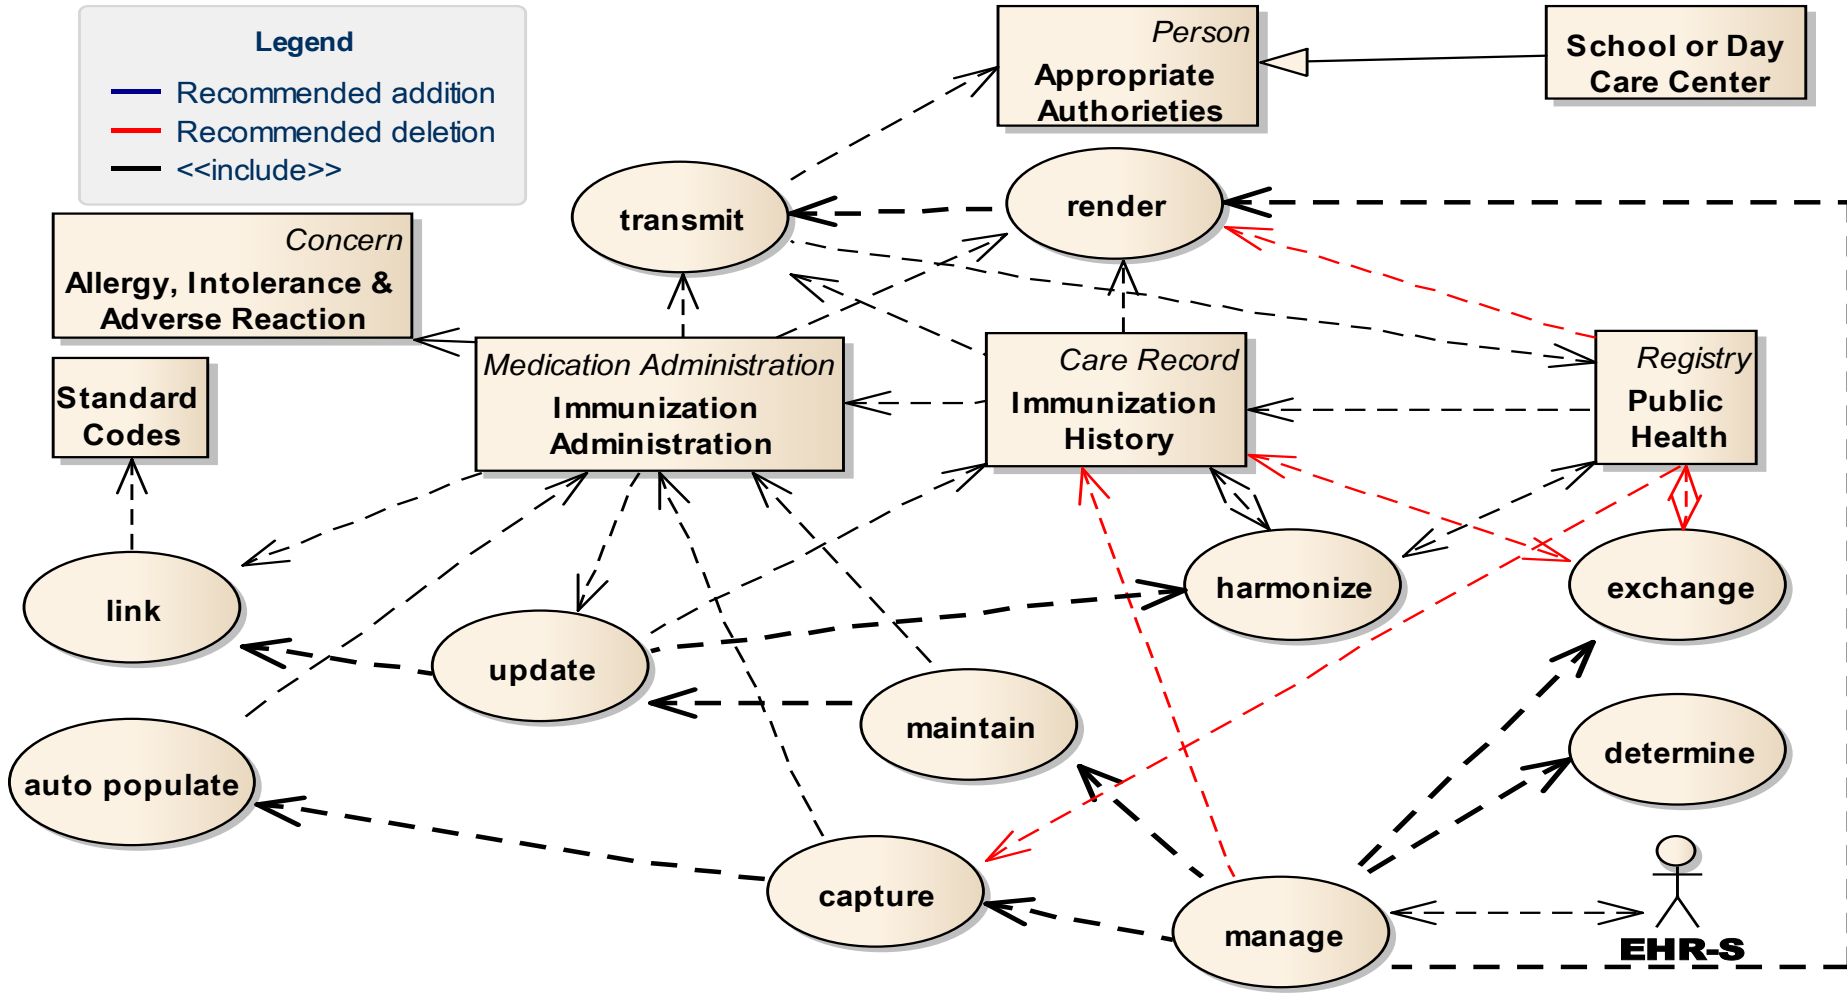 Legend
Recommended addition
Recommended deletion
<<include>>
Person
Appropriate
Authorieties
School or Day
Care Center
transmit
render
Concern
Allergy, Intolerance &
Adverse Reaction
Standard
Codes
Medication Administration
Immunization
Administration
Care Record
Immunization
History
Registry
Public
Health
link
update
harmonize
exchange
maintain
determine
auto populate
capture
manage
EHR-S